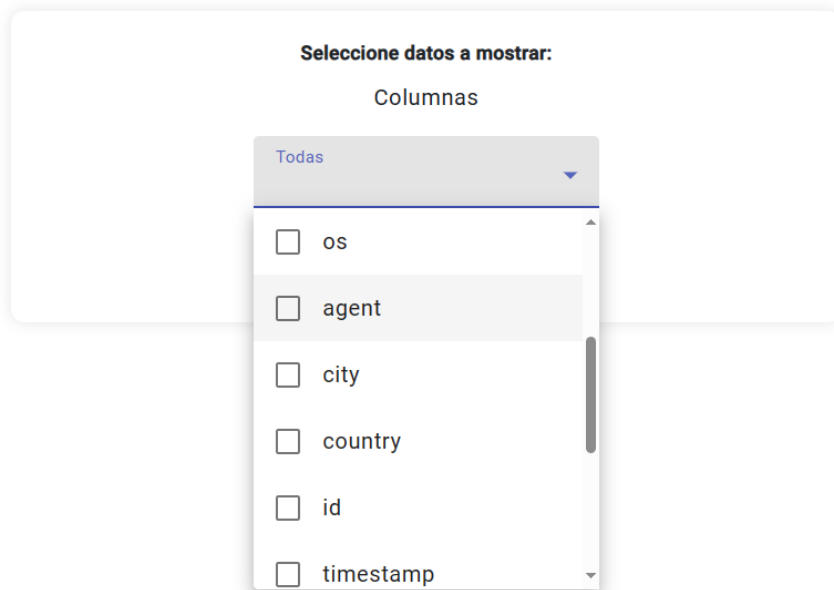 Seleccione datos a mostrar:
Columnas
Todas
os
agent
city
country
id
timestamp